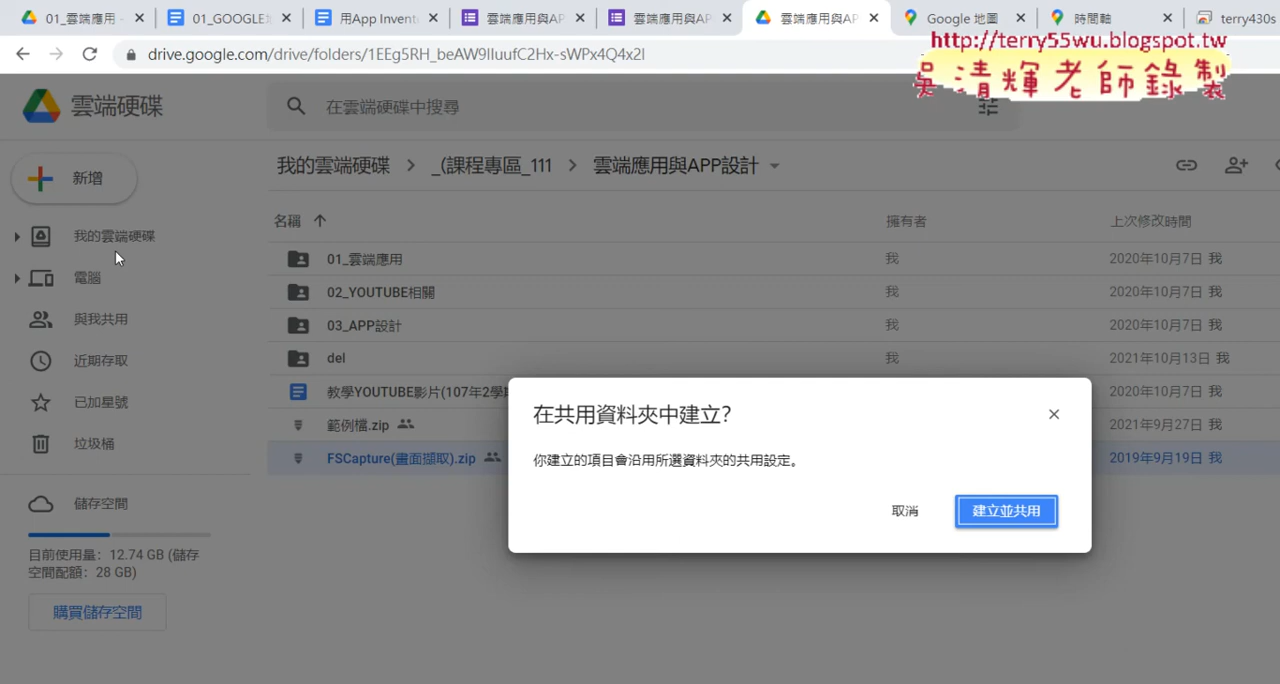 01_雲端應用 -
01_GOOGLE雲
用App Invent
雲端應用與AP
雲端應用與AP
雲端應用與AP
Google 地圖
時間軸
terry430s
drive.google.com/drive/folders/1EEg5RH_beAW9lIuufC2Hx-sWPx4Q4x2I
http://terry55wu.blogspot.tw
吳清輝老師錄製
雲端硬碟
在雲端硬碟中搜尋
新增
我的雲端硬碟
電腦
與我共用
近期存取
已加星號
垃圾桶
儲存空間
目前使用量：12.74 GB (儲存
空間配額：28 GB)
購買儲存空間
我的雲端硬碟 > _(課程專區_111 > 雲端應用與APP設計
名稱 擁有者 上次修改時間
01_雲端應用 我 2020年10月7日 我
02_YOUTUBE相關 我 2020年10月7日 我
03_APP設計 我 2020年10月7日 我
del 我 2021年10月13日 我
教學YOUTUBE影片(107年2學 2020年10月7日 我
範例檔.zip 2021年9月27日 我
FSCapture(畫面擷取).zip 2019年9月19日 我
在共用資料夾中建立？
你建立的項目會沿用所選資料夾的共用設定。
取消
建立並共用